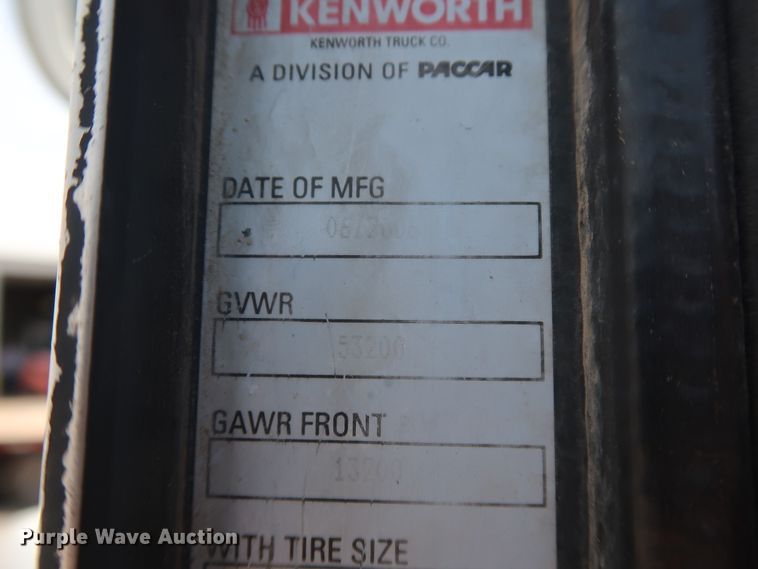 KENWORTH
KENWORTH TRUCK CO.
A DIVISION OF PACCAR
DATE OF MFG
GVWR
53200
GAWR FRONT
13200
WITH TIRE SIZE
Purple Wave Auction